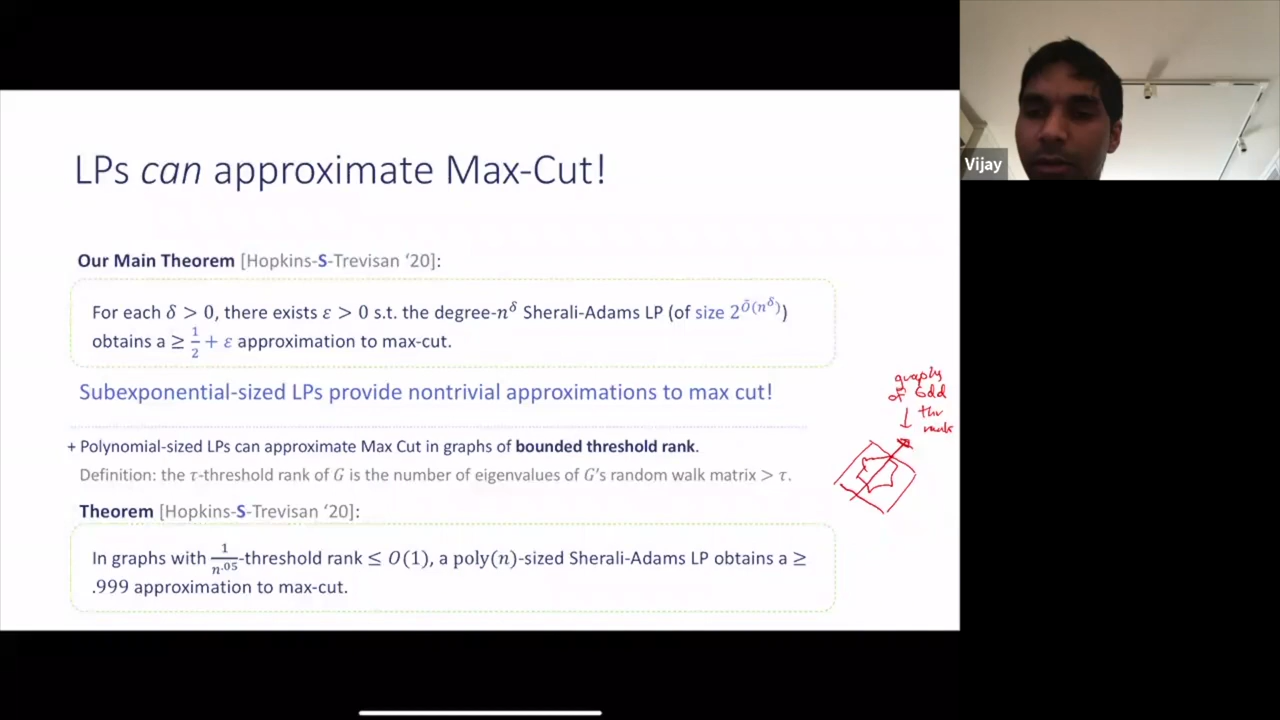 LPs can approximate Max-Cut!
Our Main Theorem [Hopkins-S-Trevisan ‘20]:
For each δ > 0, there exists ε > 0 s.t. the degree-n^δ Sherali-Adams LP (of size 2^Õ(n^δ))
obtains a ≥ 1/2 + ε approximation to max-cut.
Subexponential-sized LPs provide nontrivial approximations to max cut!
+ Polynomial-sized LPs can approximate Max Cut in graphs of bounded threshold rank.
Definition: the τ-threshold rank of G is the number of eigenvalues of G’s random walk matrix > τ.
Theorem [Hopkins-S-Trevisan ‘20]:
In graphs with 1/n^.05-threshold rank ≤ O(1), a poly(n)-sized Sherali-Adams LP obtains a ≥
.999 approximation to max-cut.
graphs
of bdd
thr
rank
Vijay